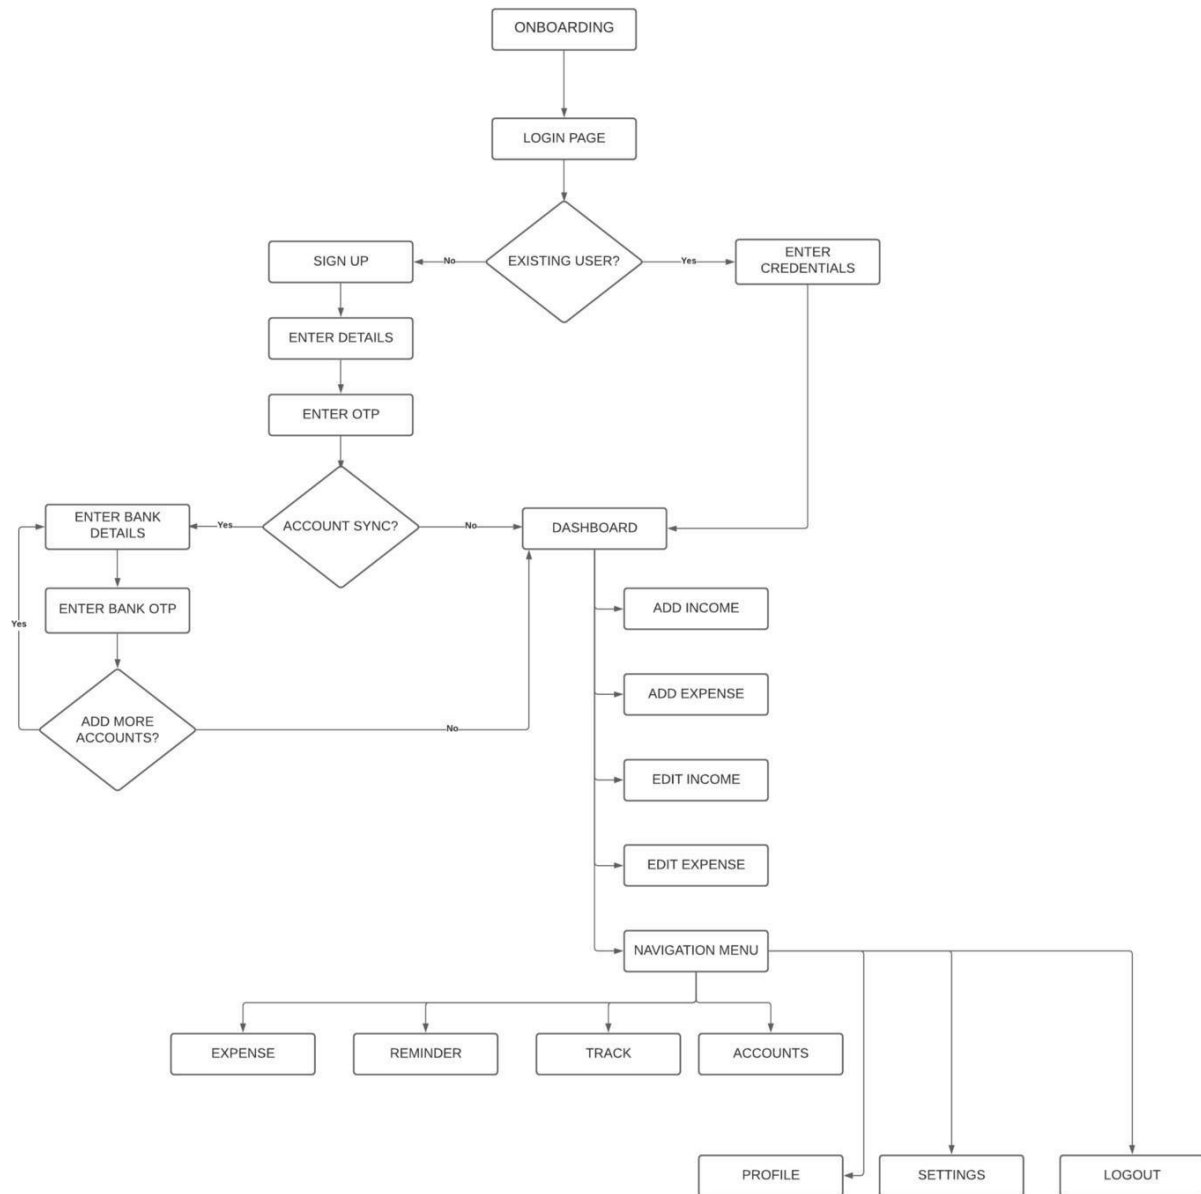 ONBOARDING
LOGIN PAGE
EXISTING USER?
No
Yes
SIGN UP
ENTER
CREDENTIALS
ENTER DETAILS
ENTER OTP
ACCOUNT SYNC?
Yes
No
ENTER BANK
DETAILS
DASHBOARD
ENTER BANK OTP
Yes
ADD MORE
ACCOUNTS?
No
ADD INCOME
ADD EXPENSE
EDIT INCOME
EDIT EXPENSE
NAVIGATION MENU
EXPENSE
REMINDER
TRACK
ACCOUNTS
PROFILE
SETTINGS
LOGOUT